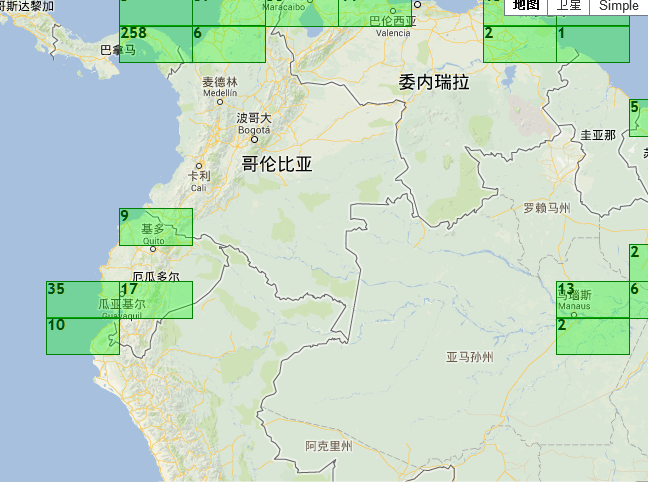 哥斯达黎加
Maracaibo
巴伦西亚
Valencia
地图
卫星
Simple
258
6
2
1
巴拿马
麦德林
Medellín
委内瑞拉
波哥大
Bogotá
5
圭亚那
哥伦比亚
卡利
Cali
罗赖马州
9
基多
Quito
2
厄瓜多尔
35
17
瓜亚基尔
Guayaquil
13
6
马瑙斯
Manaus
10
2
亚马孙州
阿克里州